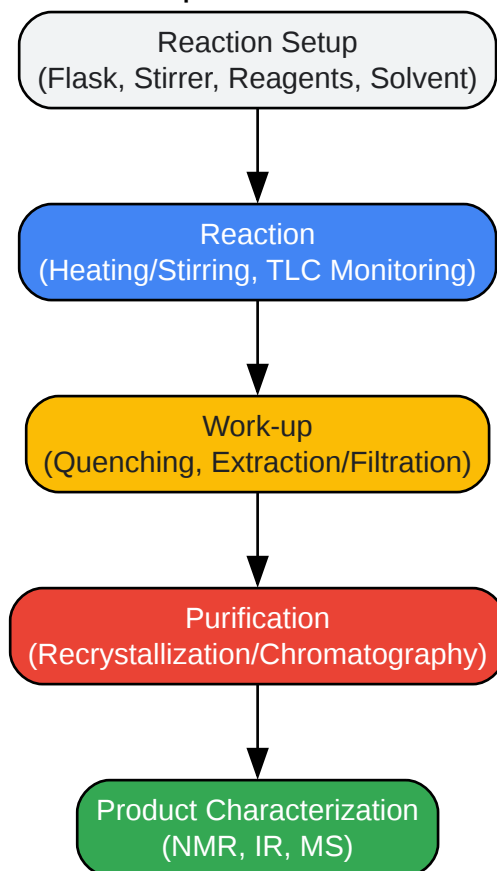 Reaction Setup
(Flask, Stirrer, Reagents, Solvent)
Reaction
(Heating/Stirring, TLC Monitoring)
Work-up
(Quenching, Extraction/Filtration)
Purification
(Recrystallization/Chromatography)
Product Characterization
(NMR, IR, MS)